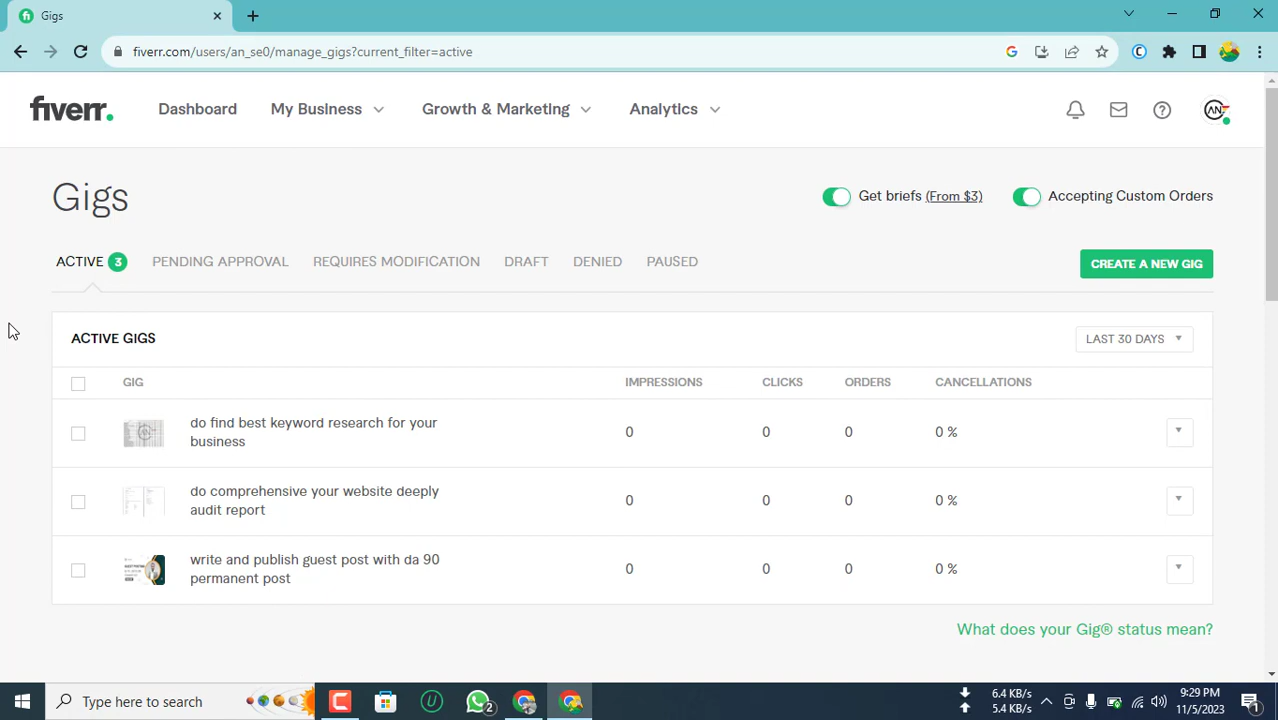 Gigs
fiverr.com/users/an_se0/manage_gigs?current_filter=active
fiverr.
Dashboard
My Business
Growth & Marketing
Analytics
AN
Gigs
Get briefs (From $3)
Accepting Custom Orders
ACTIVE 3
PENDING APPROVAL
REQUIRES MODIFICATION
DRAFT
DENIED
PAUSED
CREATE A NEW GIG
ACTIVE GIGS
LAST 30 DAYS
GIG IMPRESSIONS CLICKS ORDERS CANCELLATIONS
do find best keyword research for your
business
0 0 0 0 %
do comprehensive your website deeply
audit report
0 0 0 0 %
write and publish guest post with da 90
permanent post
0 0 0 0 %
What does your Gig® status mean?
Type here to search
2
6.4 KB/s
5.4 KB/s
9:29 PM
11/5/2023
1